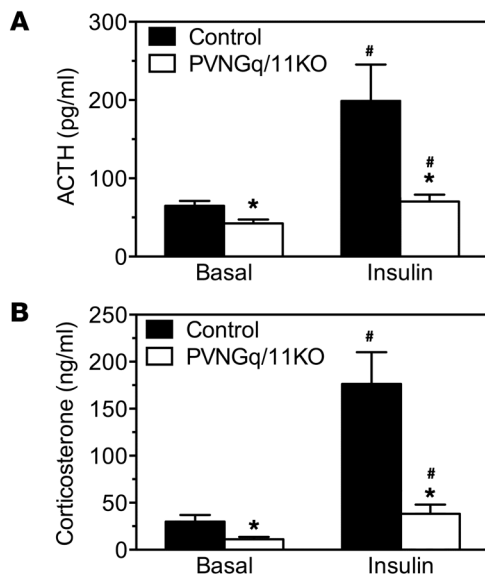 A
300
Control
PVNGq/11KO
#
200
ACTH (pg/ml)
#
100
*
*
0
Basal Insulin
B
250
Control
PVNGq/11KO
#
200
Corticosterone (ng/ml)
150
100
#
50
*
*
0
Basal Insulin